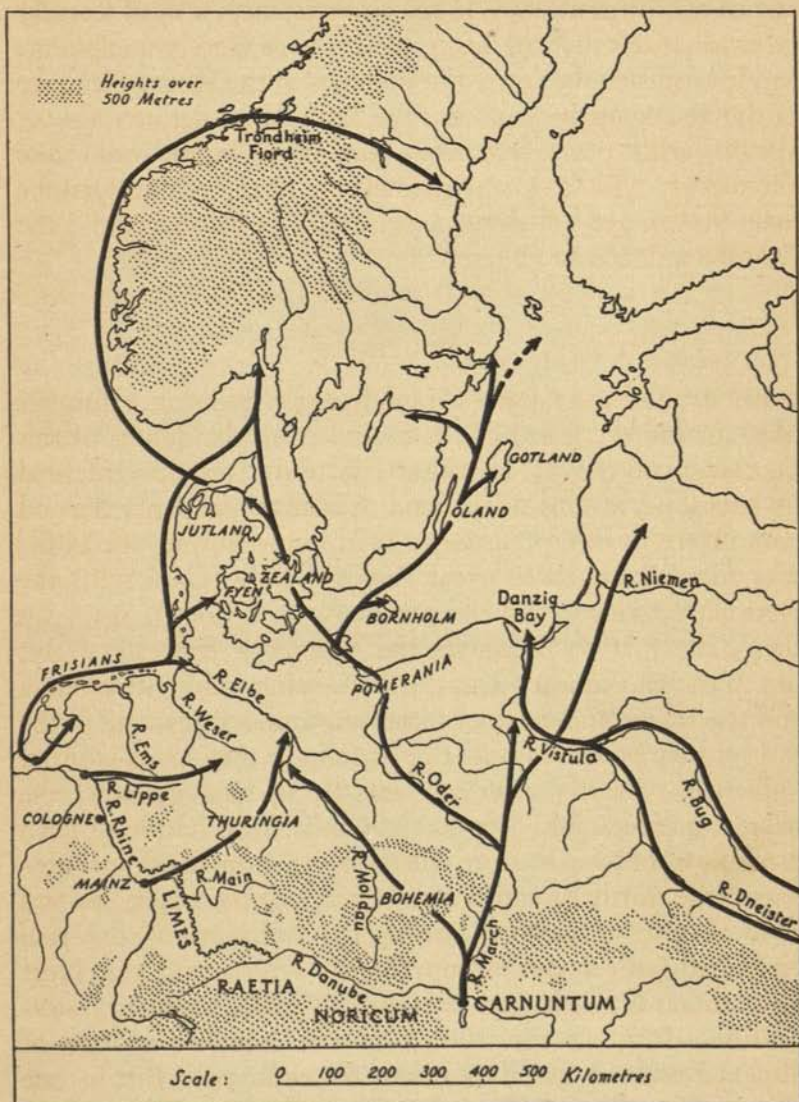 Heights over
500 Metres
Trondheim
Fiord
GOTLAND
ÖLAND
JUTLAND
ZEALAND
FYEN
BORNHOLM
Danzig
Bay
R. Niemen
FRISIANS
POMERANIA
R. Elbe
R. Weser
R. Ems
R. Vistula
R. Oder
R. Bug
R. Lippe
COLOGNE
R. Rhine
THURINGIA
MAINZ
R. Main
LIMES
R. Moldau
BOHEMIA
R. Dneister
R. March
R. Danube
RAETIA
NORICUM
CARNUNTUM
Scale: 0 100 200 300 400 500 Kilometres